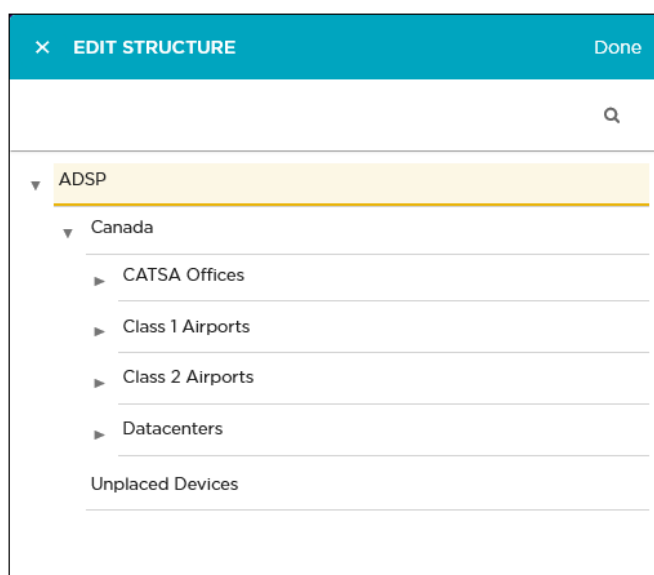 EDIT STRUCTURE Done
ADSP
Canada
CATSA Offices
Class 1 Airports
Class 2 Airports
Datacenters
Unplaced Devices